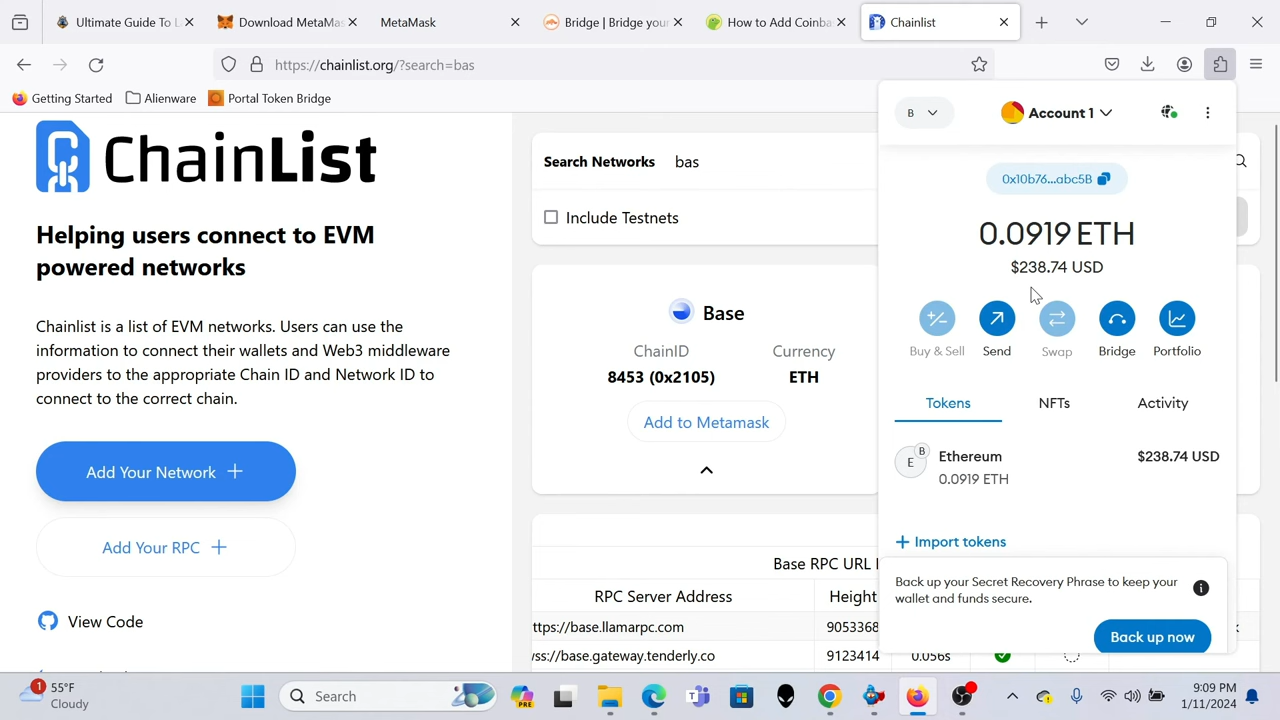 Ultimate Guide To L
Download MetaMas
MetaMask
Bridge | Bridge your
How to Add Coinba
Chainlist
https://chainlist.org/?search=bas
Getting Started
Alienware
Portal Token Bridge
ChainList
Helping users connect to EVM
powered networks
Chainlist is a list of EVM networks. Users can use the
information to connect their wallets and Web3 middleware
providers to the appropriate Chain ID and Network ID to
connect to the correct chain.
Add Your Network
Add Your RPC
View Code
Search Networks bas
Include Testnets
Base
ChainID Currency
8453 (0x2105) ETH
Add to Metamask
Base RPC URL
RPC Server Address Height
ttps://base.llamarpc.com 9053368
vss://base.gateway.tenderly.co 9123414 0.056s
B
Account 1
0x10b76...abc5B
0.0919 ETH
$238.74 USD
Buy & Sell Send Swap Bridge Portfolio
Tokens NFTs Activity
E B Ethereum $238.74 USD
0.0919 ETH
+ Import tokens
Back up your Secret Recovery Phrase to keep your
wallet and funds secure.
Back up now
1
55°F
Cloudy
Search
PRE
9:09 PM
1/11/2024